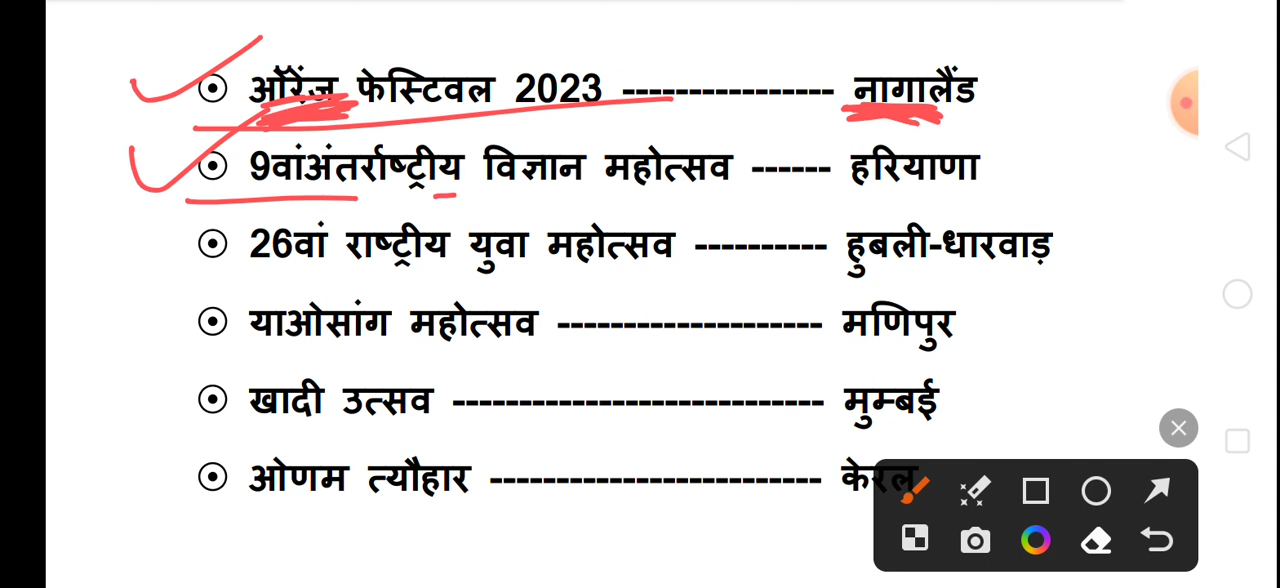 ऑरेंज फेस्टिवल 2023 ---------------- नागालैंड
9वांअंतर्राष्ट्रीय विज्ञान महोत्सव ------ हरियाणा
26वां राष्ट्रीय युवा महोत्सव ---------- हुबली-धारवाड़
याओसांग महोत्सव -------------------- मणिपुर
खादी उत्सव ---------------------------- मुम्बई
ओणम त्यौहार ------------------------- केरल